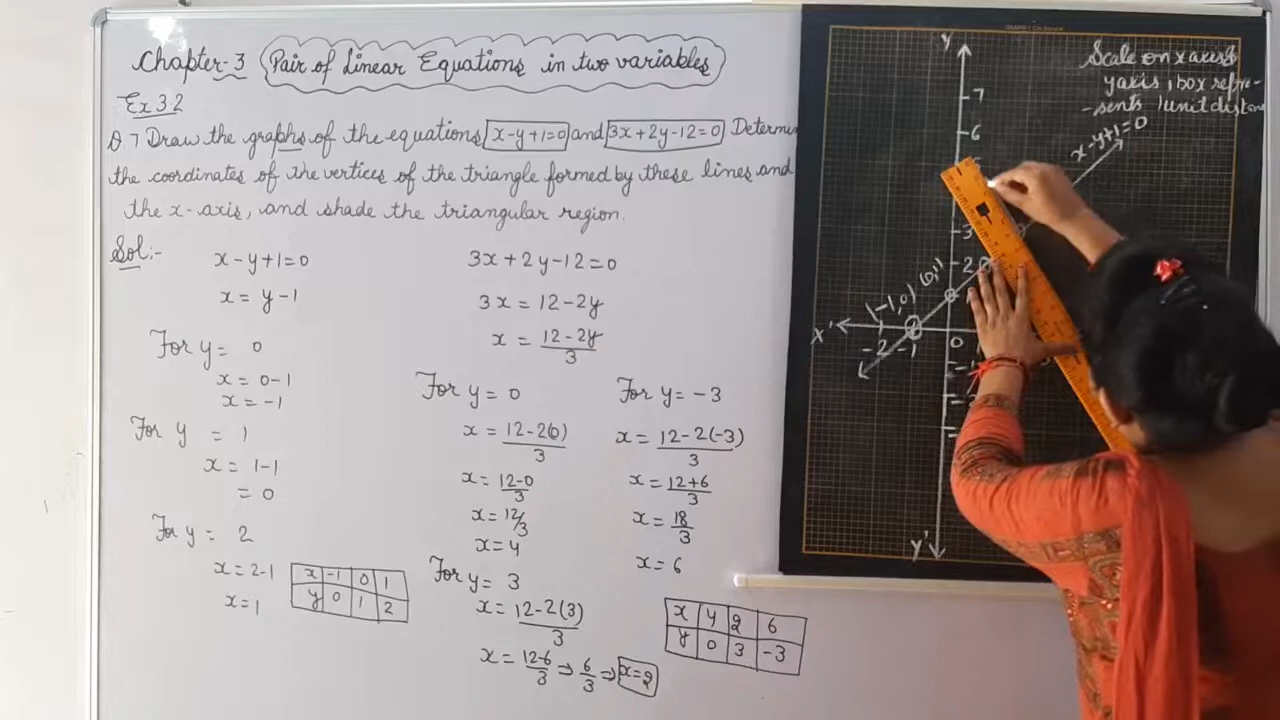 Chapter-3 Pair of Linear Equations in two variables
Ex 3.2
Q.7 Draw the graphs of the equations x-y+1=0 and 3x+2y-12=0. Determin
the coordinates of the vertices of the triangle formed by these lines and
the x-axis, and shade the triangular region.
Sol:-
x-y+1=0
x = y-1
For y = 0
x = 0-1
x = -1
For y = 1
x = 1-1
= 0
For y = 2
x = 2-1
x = 1
x -1 0 1
y 0 1 2
3x+2y-12=0
3x = 12-2y
x = 12-2y/3
For y = 0
x = 12-2(0)/3
x = 12-0/3
x = 12/3
x = 4
For y = 3
x = 12-2(3)/3
x = 12-6/3 ⇒ 6/3 ⇒ x=2
For y = -3
x = 12-2(-3)/3
x = 12+6/3
x = 18/3
x = 6
x 4 2 6
y 0 3 -3
Scale on x axis &
y axis, 1 box repre-
-sents 1 unit distan
Y
7
6
3
2
x-y+1=0
(-1,0) (0,1)
X' -2 -1 0
-1
Y'